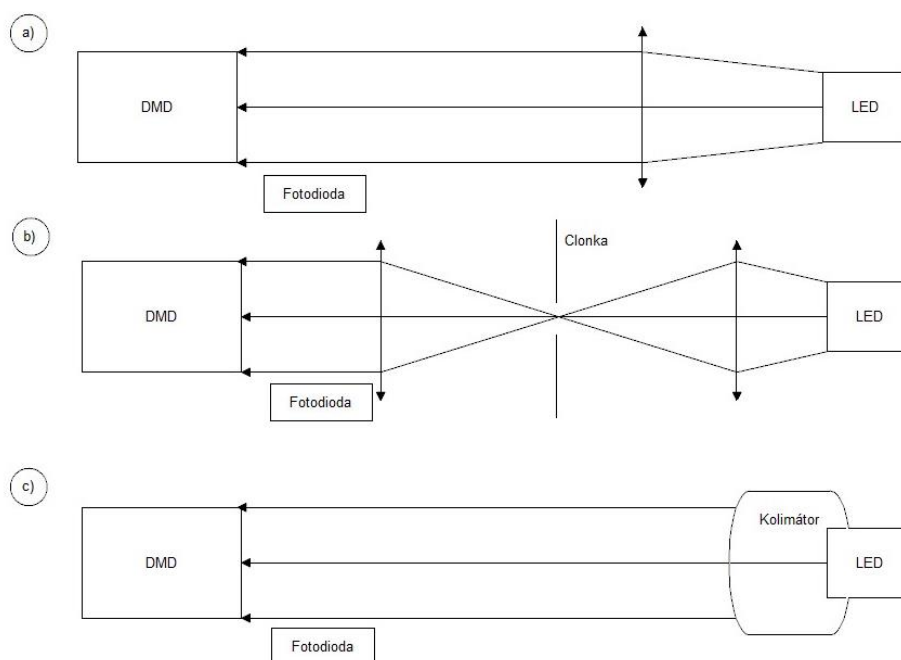 a)
DMD
LED
Fotodioda
b)
Clonka
DMD
LED
Fotodioda
c)
Kolimátor
DMD
LED
Fotodioda